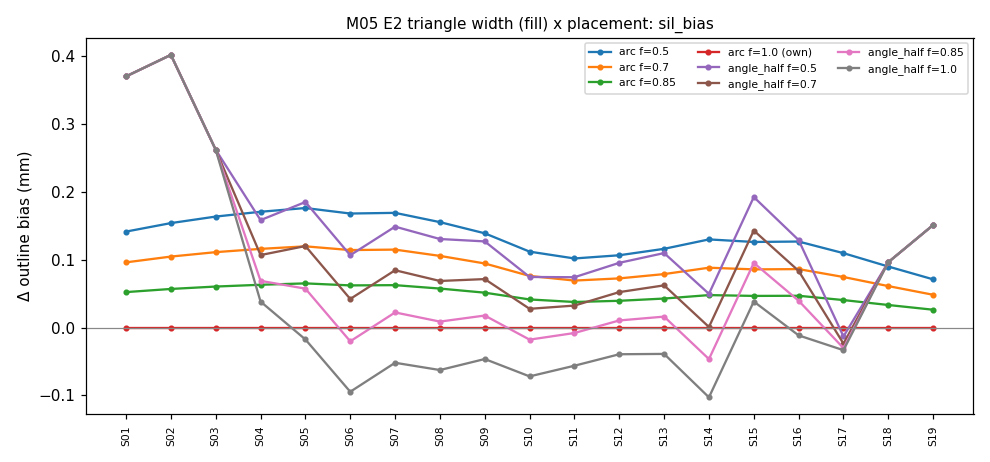 M05 E2 triangle width (fill) x placement: sil_bias
Δ outline bias (mm)
0.4
0.3
0.2
0.1
0.0
−0.1
arc f=0.5
arc f=0.7
arc f=0.85
arc f=1.0 (own)
angle_half f=0.5
angle_half f=0.7
angle_half f=0.85
angle_half f=1.0
S01
S02
S03
S04
S05
S06
S07
S08
S09
S10
S11
S12
S13
S14
S15
S16
S17
S18
S19